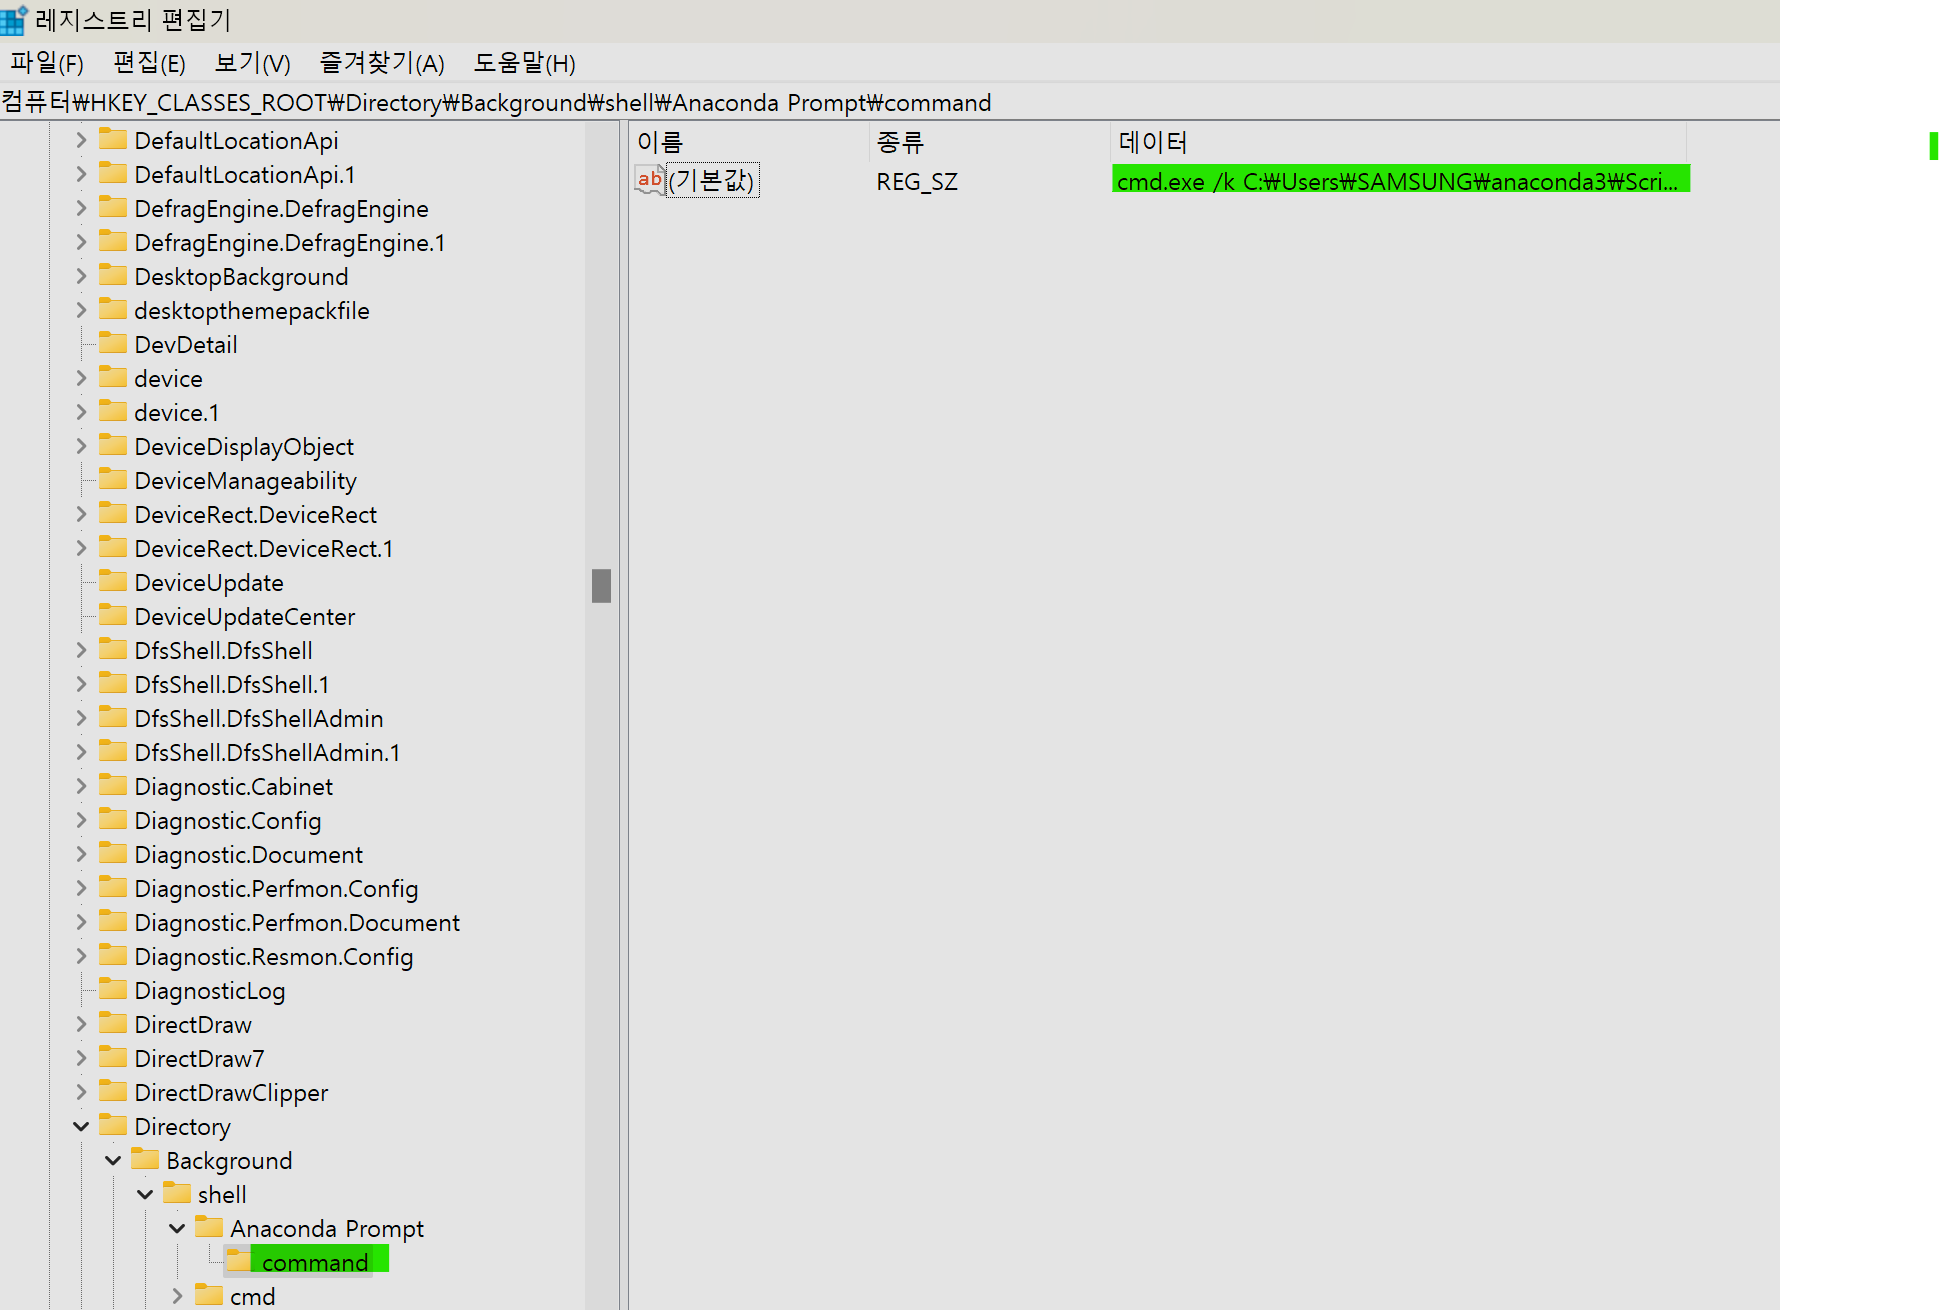 레지스트리 편집기
파일(F) 편집(E) 보기(V) 즐겨찾기(A) 도움말(H)
컴퓨터₩HKEY_CLASSES_ROOT₩Directory₩Background₩shell₩Anaconda Prompt₩command
이름 종류 데이터
ab (기본값) REG_SZ cmd.exe /k C:₩Users₩SAMSUNG₩anaconda3₩Scri...
DefaultLocationApi
DefaultLocationApi.1
DefragEngine.DefragEngine
DefragEngine.DefragEngine.1
DesktopBackground
desktopthemepackfile
DevDetail
device
device.1
DeviceDisplayObject
DeviceManageability
DeviceRect.DeviceRect
DeviceRect.DeviceRect.1
DeviceUpdate
DeviceUpdateCenter
DfsShell.DfsShell
DfsShell.DfsShell.1
DfsShell.DfsShellAdmin
DfsShell.DfsShellAdmin.1
Diagnostic.Cabinet
Diagnostic.Config
Diagnostic.Document
Diagnostic.Perfmon.Config
Diagnostic.Perfmon.Document
Diagnostic.Resmon.Config
DiagnosticLog
DirectDraw
DirectDraw7
DirectDrawClipper
Directory
Background
shell
Anaconda Prompt
command
cmd